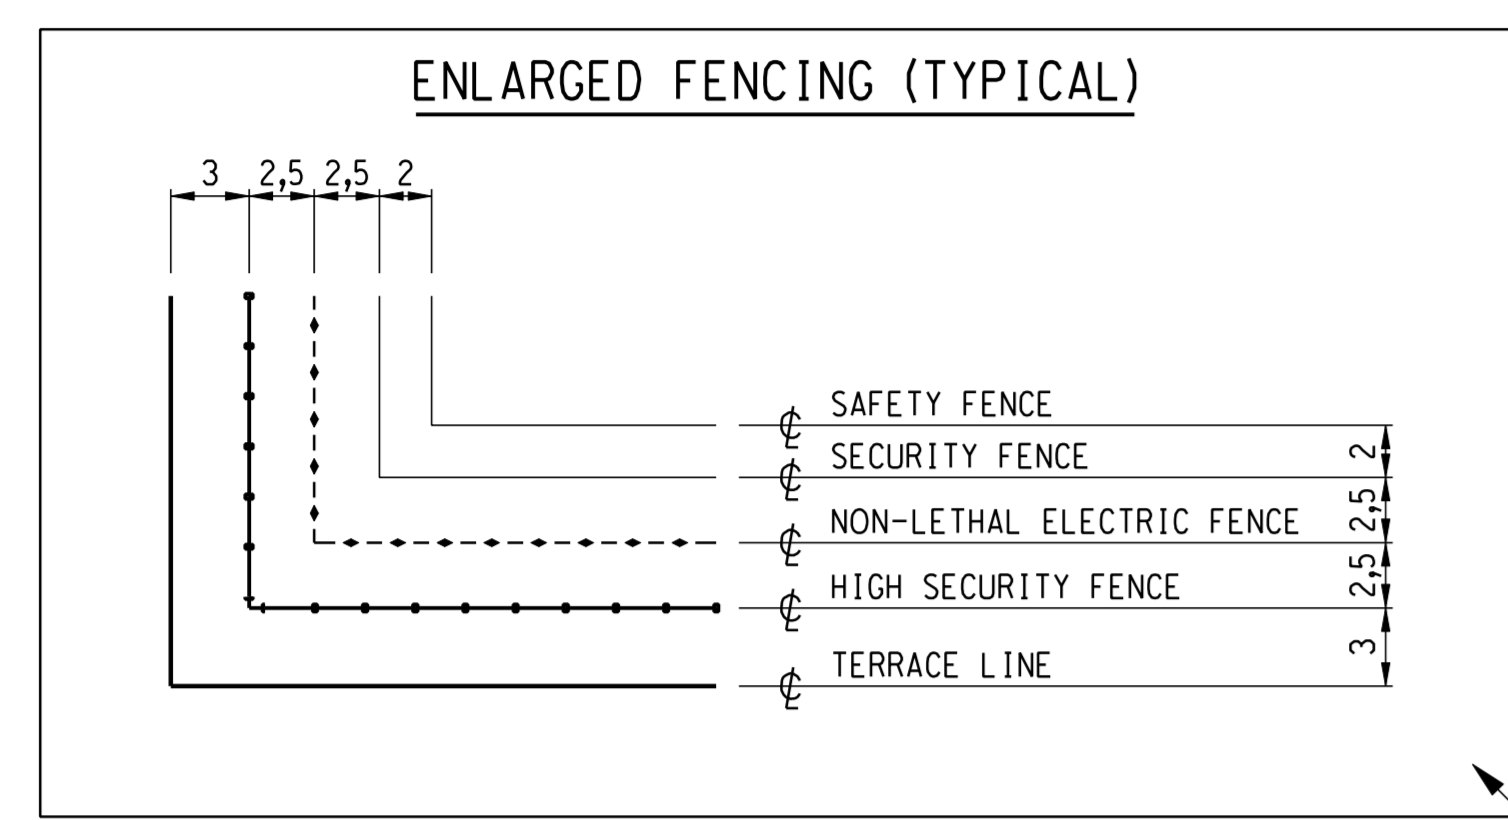 ENLARGED FENCING (TYPICAL)
3 2,5 2,5 2
℄ SAFETY FENCE
2
℄ SECURITY FENCE
2,5
℄ NON-LETHAL ELECTRIC FENCE
2,5
℄ HIGH SECURITY FENCE
3
℄ TERRACE LINE